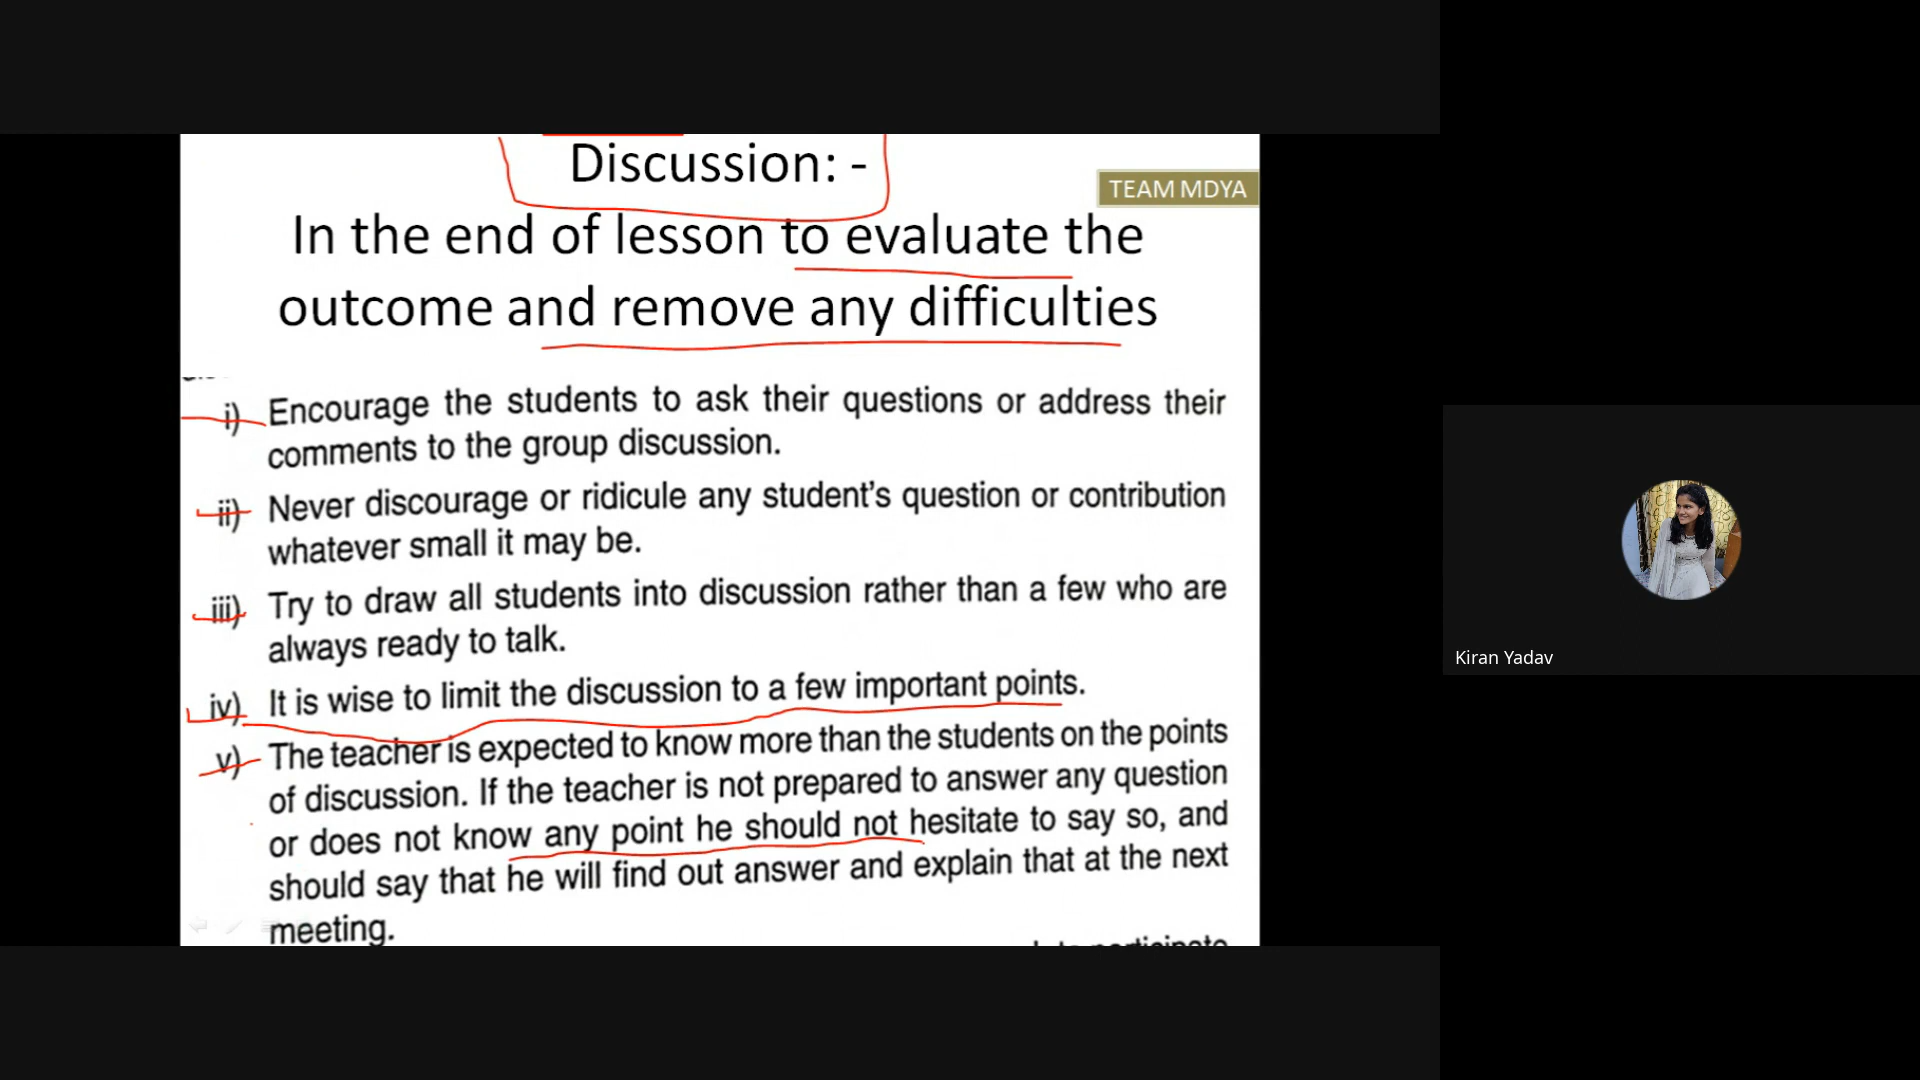 Discussion: -
TEAM MDYA
In the end of lesson to evaluate the
outcome and remove any difficulties
i) Encourage the students to ask their questions or address their
comments to the group discussion.
ii) Never discourage or ridicule any student's question or contribution
whatever small it may be.
iii) Try to draw all students into discussion rather than a few who are
always ready to talk.
iv) It is wise to limit the discussion to a few important points.
v) The teacher is expected to know more than the students on the points
of discussion. If the teacher is not prepared to answer any question
or does not know any point he should not hesitate to say so, and
should say that he will find out answer and explain that at the next
meeting.
Kiran Yadav